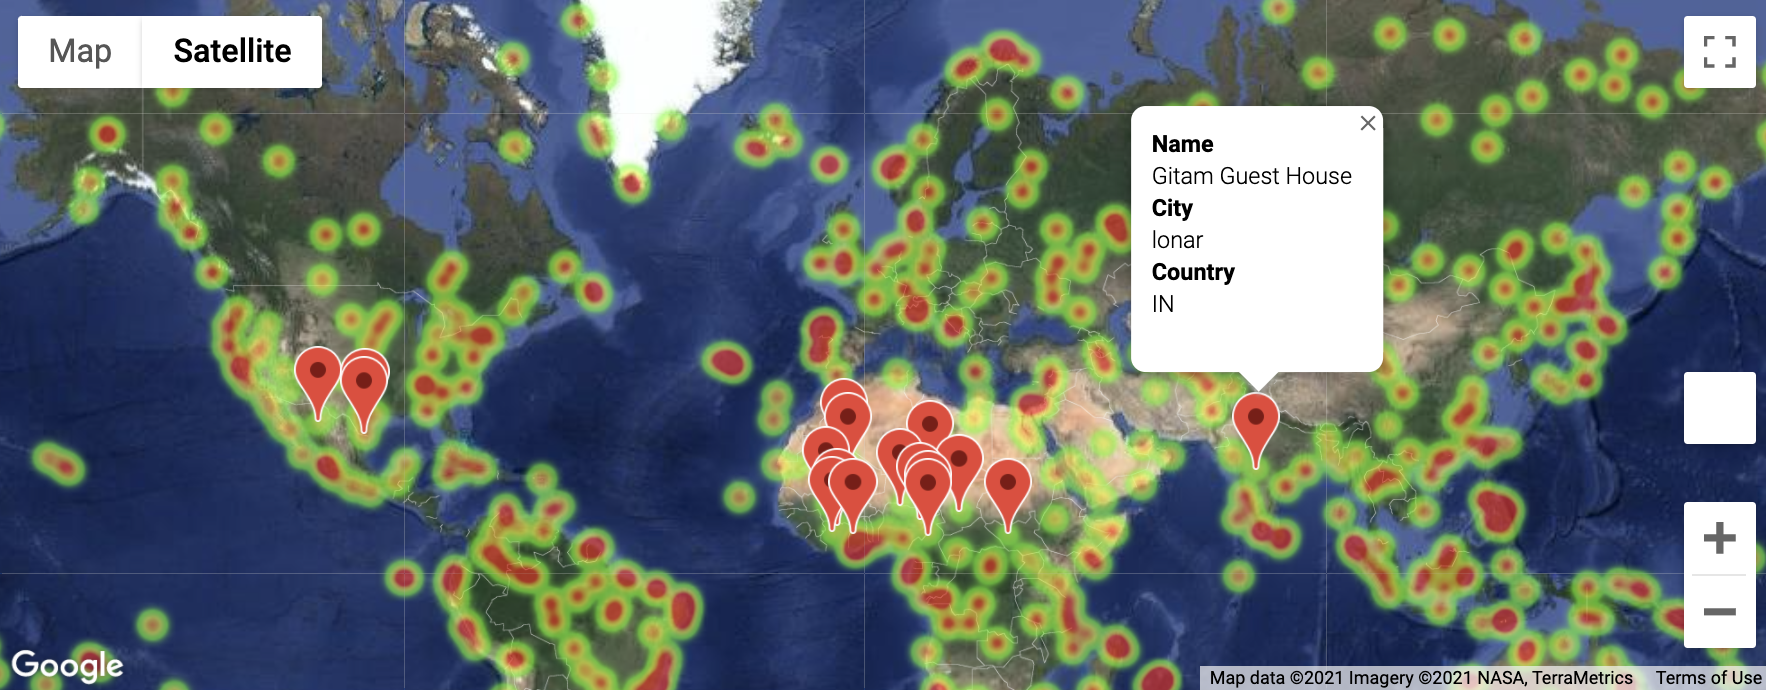 Map
Satellite
Name
Gitam Guest House
City
lonar
Country
IN
Google
Map data ©2021 Imagery ©2021 NASA, TerraMetrics
Terms of Use